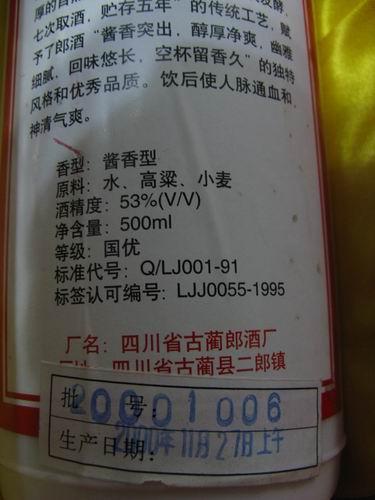 厚的自
七次取酒，贮存五年”的传统工艺，赋
予了郎酒“酱香突出，醇厚净爽，幽雅
细腻，回味悠长，空杯留香久”的独特
风格和优秀品质。饮后使人脉通血和，
神清气爽。
香型：酱香型
原料：水、高粱、小麦
酒精度：53%(V/V)
净含量：500ml
等级：国优
标准代号：Q/LJ001-91
标签认可编号：LJJ0055-1995
厂名：四川省古蔺郎酒厂
厂址：四川省古蔺县二郎镇
批号：20001006
生产日期：2000年11月27日上午